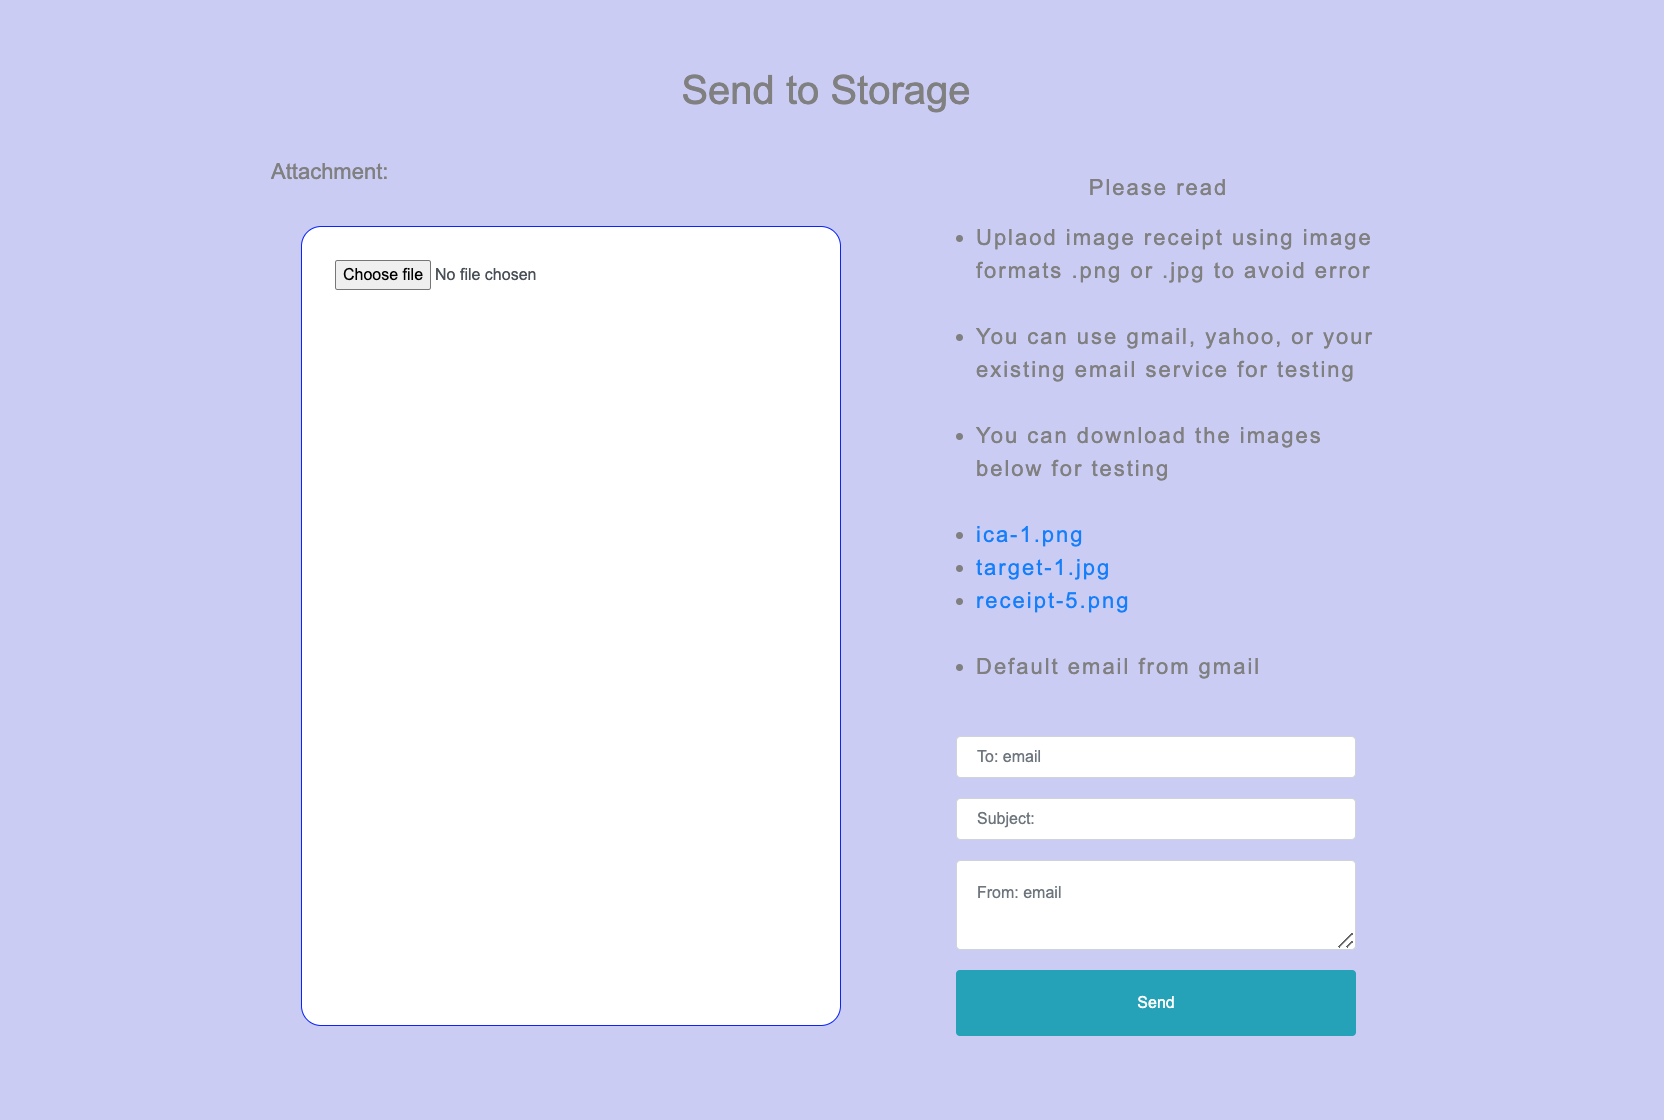 Send to Storage
Attachment:
Choose file No file chosen
Please read
Uplaod image receipt using image
formats .png or .jpg to avoid error
You can use gmail, yahoo, or your
existing email service for testing
You can download the images
below for testing
ica-1.png
target-1.jpg
receipt-5.png
Default email from gmail
To: email
Subject:
From: email
Send